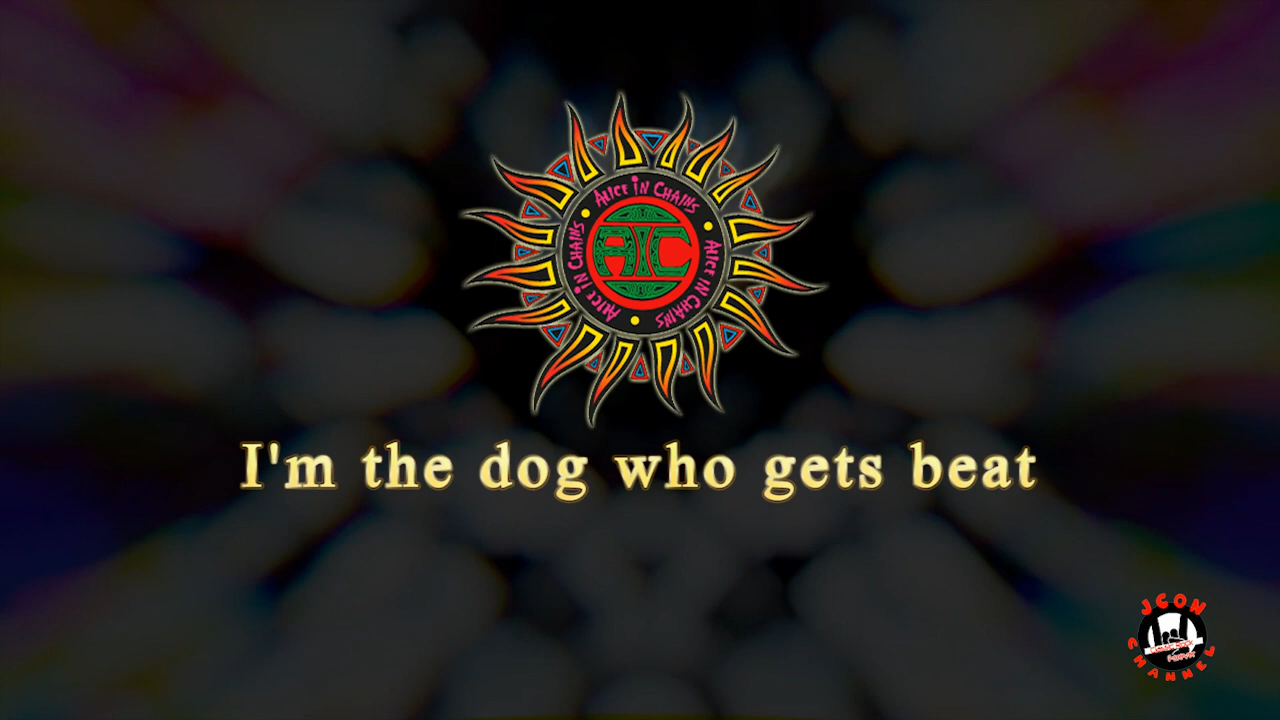 ALICE IN CHAINS
ALICE IN CHAINS
ALICE IN CHAINS
AIC
I'm the dog who gets beat
JCON
CHANNEL